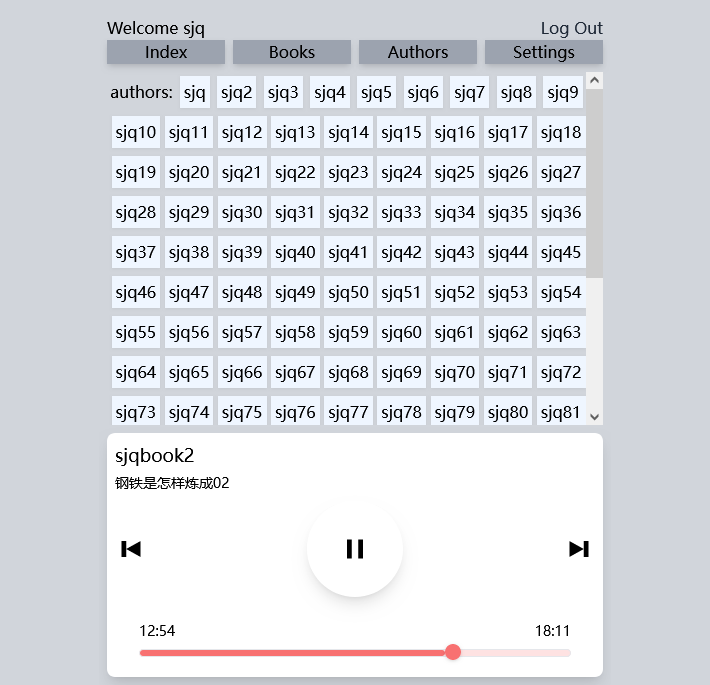 Welcome sjq Log Out
Index Books Authors Settings
authors: sjq sjq2 sjq3 sjq4 sjq5 sjq6 sjq7 sjq8 sjq9
sjq10 sjq11 sjq12 sjq13 sjq14 sjq15 sjq16 sjq17 sjq18
sjq19 sjq20 sjq21 sjq22 sjq23 sjq24 sjq25 sjq26 sjq27
sjq28 sjq29 sjq30 sjq31 sjq32 sjq33 sjq34 sjq35 sjq36
sjq37 sjq38 sjq39 sjq40 sjq41 sjq42 sjq43 sjq44 sjq45
sjq46 sjq47 sjq48 sjq49 sjq50 sjq51 sjq52 sjq53 sjq54
sjq55 sjq56 sjq57 sjq58 sjq59 sjq60 sjq61 sjq62 sjq63
sjq64 sjq65 sjq66 sjq67 sjq68 sjq69 sjq70 sjq71 sjq72
sjq73 sjq74 sjq75 sjq76 sjq77 sjq78 sjq79 sjq80 sjq81
sjqbook2
钢铁是怎样炼成02
12:54 18:11